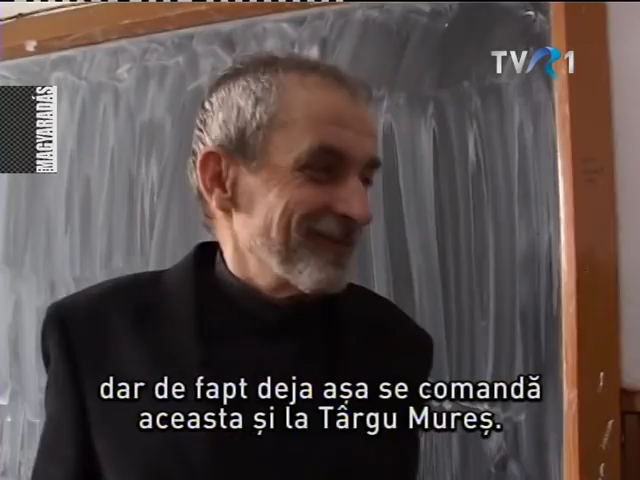 TVR1
MAGYARADÁS
dar de fapt deja așa se comandă
aceasta și la Târgu Mureș.